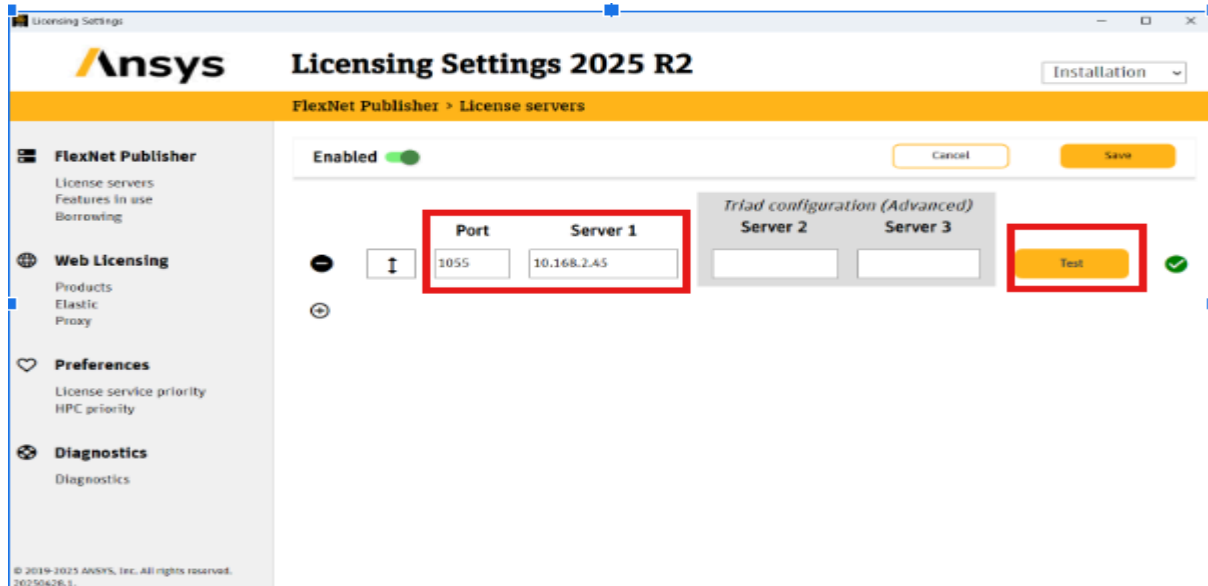 Licensing Settings
Ansys
Licensing Settings 2025 R2
Installation
FlexNet Publisher > License servers
FlexNet Publisher
License servers
Features in use
Borrowing
Web Licensing
Products
Elastic
Proxy
Preferences
License service priority
HPC priority
Diagnostics
Diagnostics
© 2019-2025 ANSYS, Inc. All rights reserved.
20250628.1.
Enabled
Cancel
Save
Triad configuration (Advanced)
Port Server 1 Server 2 Server 3
1055 10.168.2.45 Test